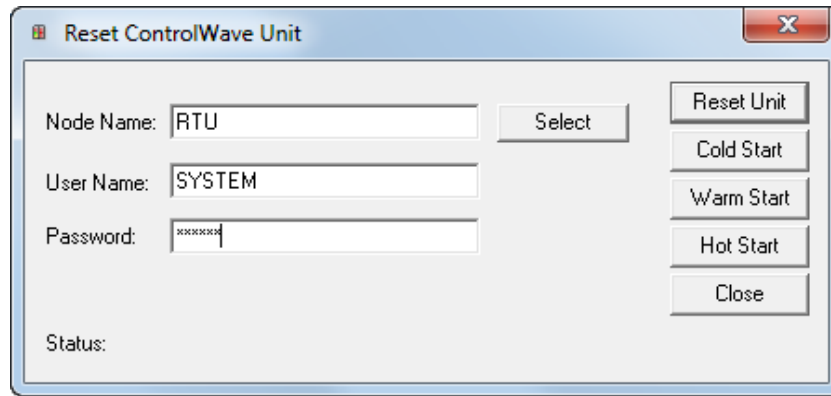 Reset ControlWave Unit
Node Name: RTU Select
User Name: SYSTEM
Password: ******
Status:
Reset Unit
Cold Start
Warm Start
Hot Start
Close